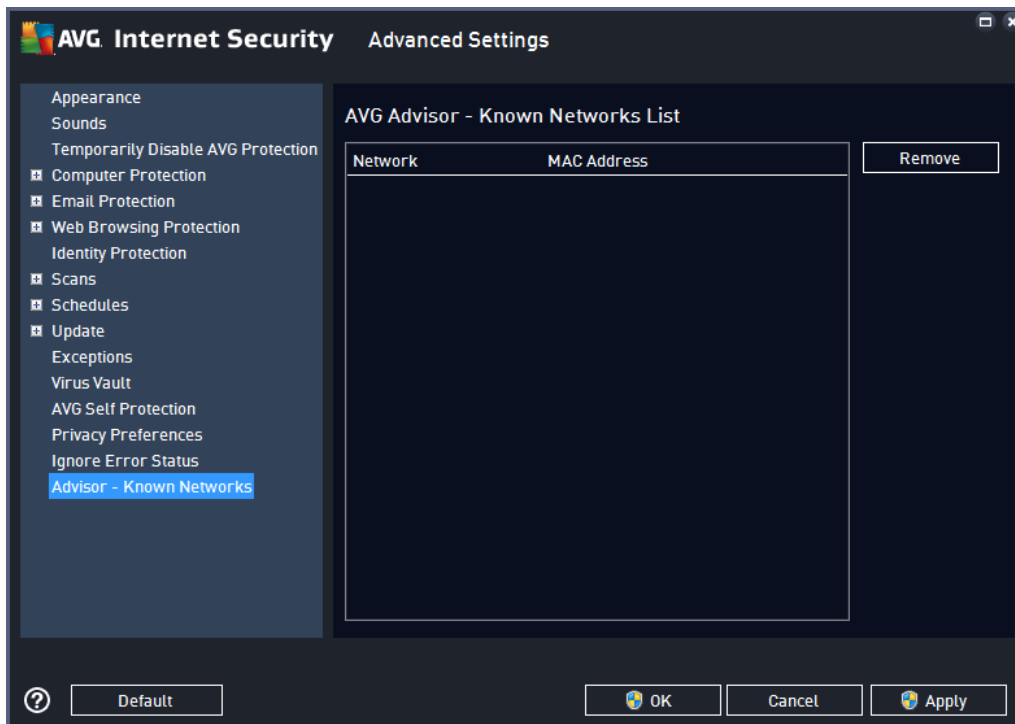 AVG. Internet Security Advanced Settings
Appearance
Sounds
Temporarily Disable AVG Protection
Computer Protection
Email Protection
Web Browsing Protection
Identity Protection
Scans
Schedules
Update
Exceptions
Virus Vault
AVG Self Protection
Privacy Preferences
Ignore Error Status
Advisor - Known Networks
AVG Advisor - Known Networks List
Network MAC Address
Remove
? Default OK Cancel Apply